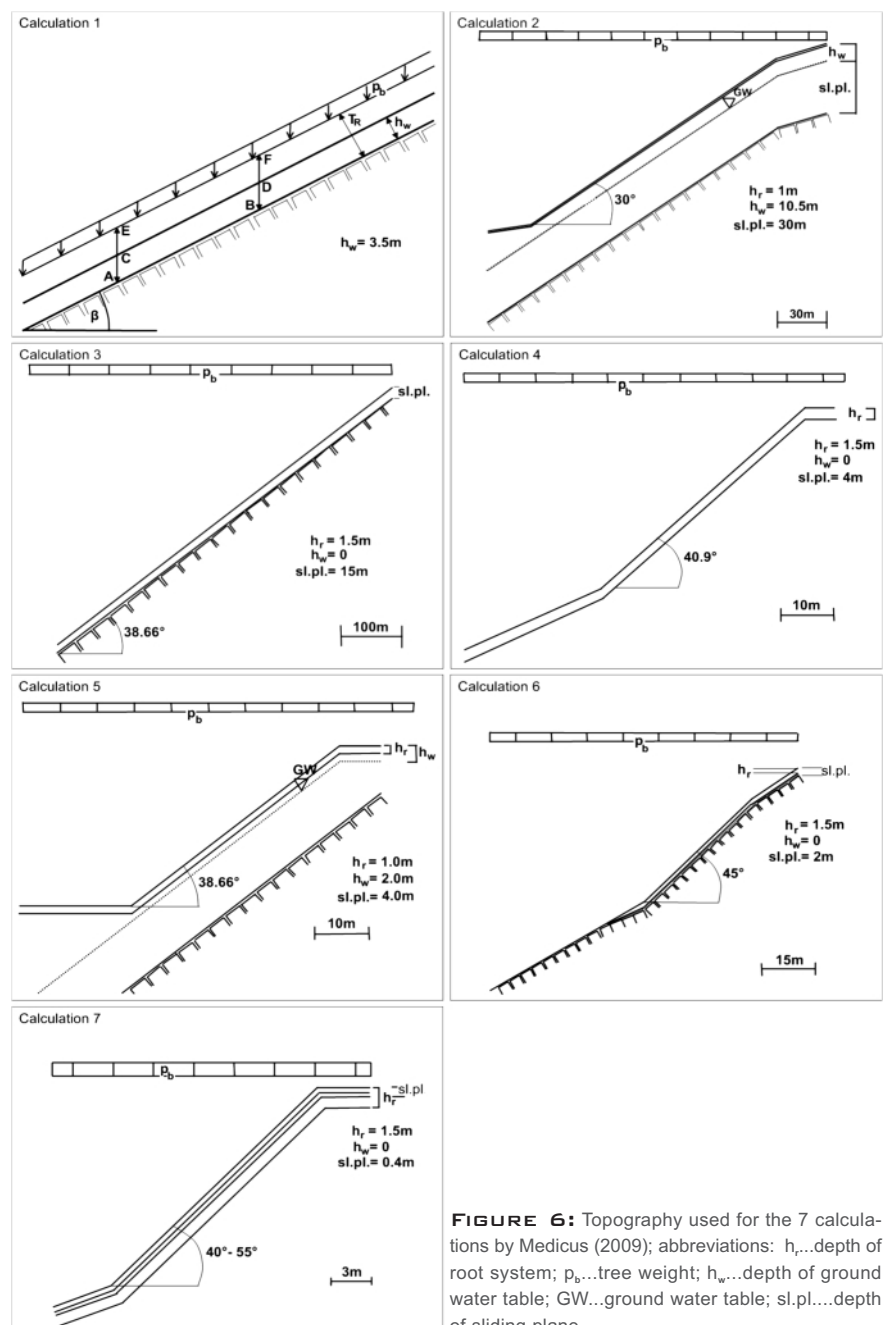 Calculation 1
p_b
T_R
h_w
F
D
B
E
C
A
β
h_w= 3.5m
Calculation 2
p_b
h_w
sl.pl.
GW
30°
h_r = 1m
h_w= 10.5m
sl.pl.= 30m
30m
Calculation 3
p_b
sl.pl.
h_r = 1.5m
h_w= 0
sl.pl.= 15m
38.66°
100m
Calculation 4
p_b
h_r
h_r = 1.5m
h_w= 0
sl.pl.= 4m
40.9°
10m
Calculation 5
p_b
h_r
h_w
GW
38.66°
h_r = 1.0m
h_w= 2.0m
sl.pl.= 4.0m
10m
Calculation 6
p_b
h_r
sl.pl.
h_r = 1.5m
h_w= 0
sl.pl.= 2m
45°
15m
Calculation 7
p_b
sl.pl
h_r
h_r = 1.5m
h_w= 0
sl.pl.= 0.4m
40°- 55°
3m
FIGURE 6: Topography used for the 7 calcula-
tions by Medicus (2009); abbreviations: h_r...depth of
root system; p_b...tree weight; h_w...depth of ground
water table; GW...ground water table; sl.pl....depth
of sliding plane